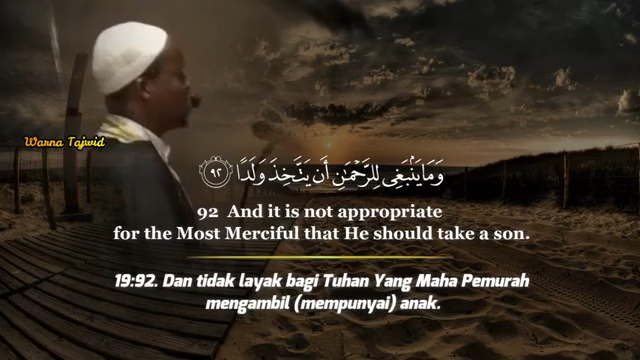 Warna Tajwid
وَمَا يَنۢبَغِى لِلرَّحْمَـٰنِ أَن يَتَّخِذَ وَلَدًا ٩٢
92 And it is not appropriate
for the Most Merciful that He should take a son.
19:92. Dan tidak layak bagi Tuhan Yang Maha Pemurah
mengambil (mempunyai) anak.